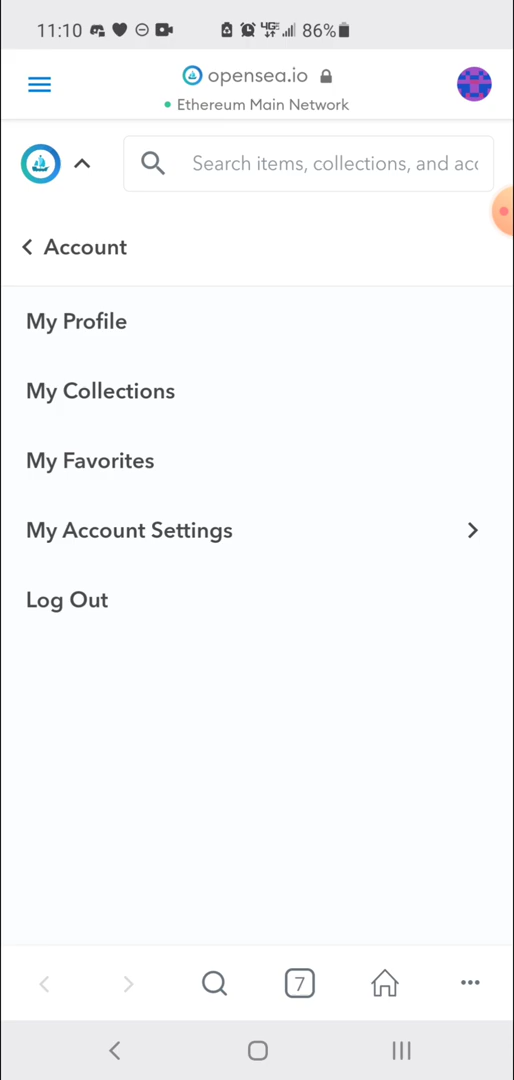 11:10 4G 86%
opensea.io
Ethereum Main Network
Search items, collections, and acc
Account
My Profile
My Collections
My Favorites
My Account Settings
Log Out
7